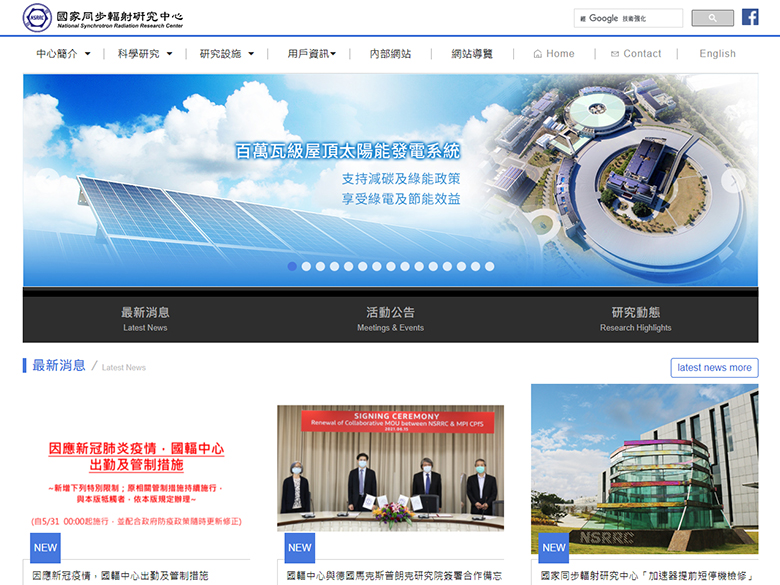 NSRRC
國家同步輻射研究中心
National Synchrotron Radiation Research Center
Google 技術強化
中心簡介
科學研究
研究設施
用戶資訊
內部網站
網站導覽
Home
Contact
English
百萬瓦級屋頂太陽能發電系統
支持減碳及綠能政策
享受綠電及節能效益
最新消息
Latest News
活動公告
Meetings & Events
研究動態
Research Highlights
最新消息 / Latest News
latest news more
因應新冠肺炎疫情，國輻中心
出勤及管制措施
~新增下列特別限制；原相關管制措施持續施行，
與本版牴觸者，依本版規定辦理~
(自5/31 00:00起施行，並配合政府防疫政策隨時更新修正)
NEW
因應新冠疫情，國輻中心出勤及管制措施
SIGNING CEREMONY
Renewal of Collaborative MOU between NSRRC & MPI CPfS
2021.06.15
NEW
國輻中心與德國馬克斯普朗克研究院簽署合作備忘
NSRRC
NEW
國家同步輻射研究中心「加速器提前短停機檢修」